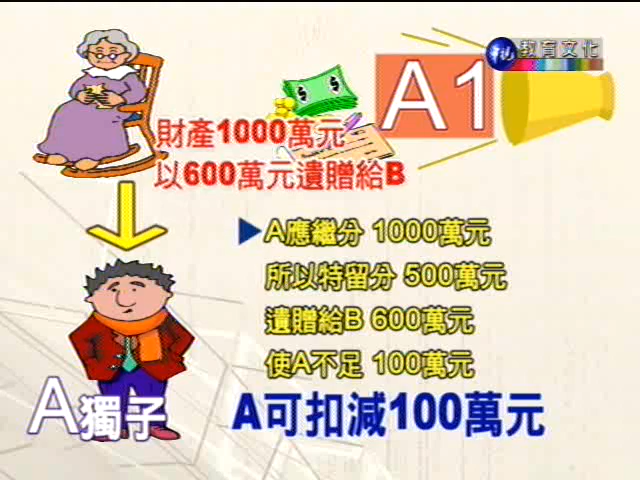 華視
教育文化
A1
財產1000萬元
以600萬元遺贈給B
A應繼分 1000萬元
所以特留分 500萬元
遺贈給B 600萬元
使A不足 100萬元
A獨子
A可扣減100萬元